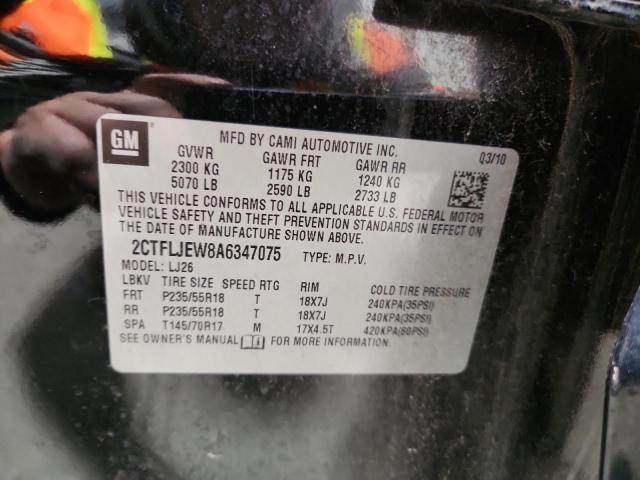 GM
MFD BY CAMI AUTOMOTIVE INC. 03/10
GVWR GAWR FRT GAWR RR
2300 KG 1175 KG 1240 KG
5070 LB 2590 LB 2733 LB
THIS VEHICLE CONFORMS TO ALL APPLICABLE U.S. FEDERAL MOTOR
VEHICLE SAFETY AND THEFT PREVENTION STANDARDS IN EFFECT ON
THE DATE OF MANUFACTURE SHOWN ABOVE.
2CTFLJEW8A6347075 TYPE: M.P.V.
MODEL: LJ26
LBKV TIRE SIZE SPEED RTG RIM COLD TIRE PRESSURE
FRT P235/55R18 T 18X7J 240KPA(35PSI)
RR P235/55R18 T 18X7J 240KPA(35PSI)
SPA T145/70R17 M 17X4.5T 420KPA(60PSI)
SEE OWNER'S MANUAL i FOR MORE INFORMATION.